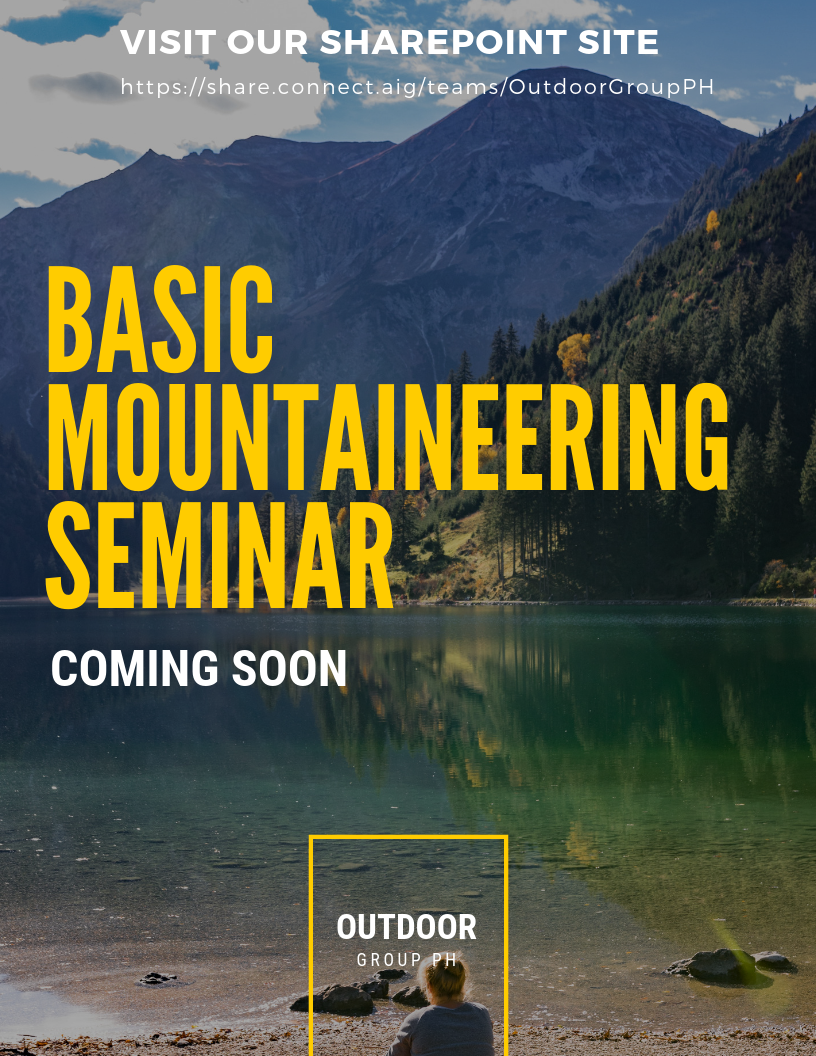 VISIT OUR SHAREPOINT SITE
https://share.connect.aig/teams/OutdoorGroupPH
BASIC
MOUNTAINEERING
SEMINAR
COMING SOON
OUTDOOR
GROUP PH